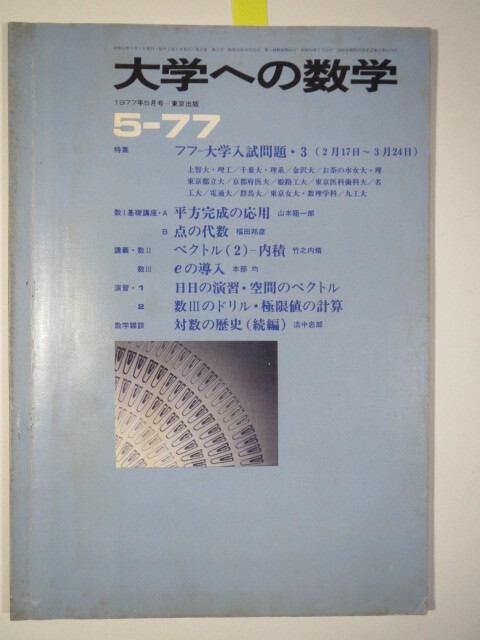 大学への数学
1977年5月号－東京出版
5-77
特集 77－大学入試問題・3（2月17日～3月24日）
上智大・理工／千葉大・理系／金沢大／お茶の水女大・理
東京都立大／京都府医大／姫路工大／東京医科歯科大／名
工大／電通大／群馬大／東京女大・数理学科／九工大
数I基礎講座・A 平方完成の応用 山本矩一郎
B 点の代数 福田邦彦
講義・数II ベクトル(2)－内積 竹之内脩
数III eの導入 本部 均
演習・1 日日の演習・空間のベクトル
2 数IIIのドリル・極限値の計算
数学雑談 対数の歴史(続編)